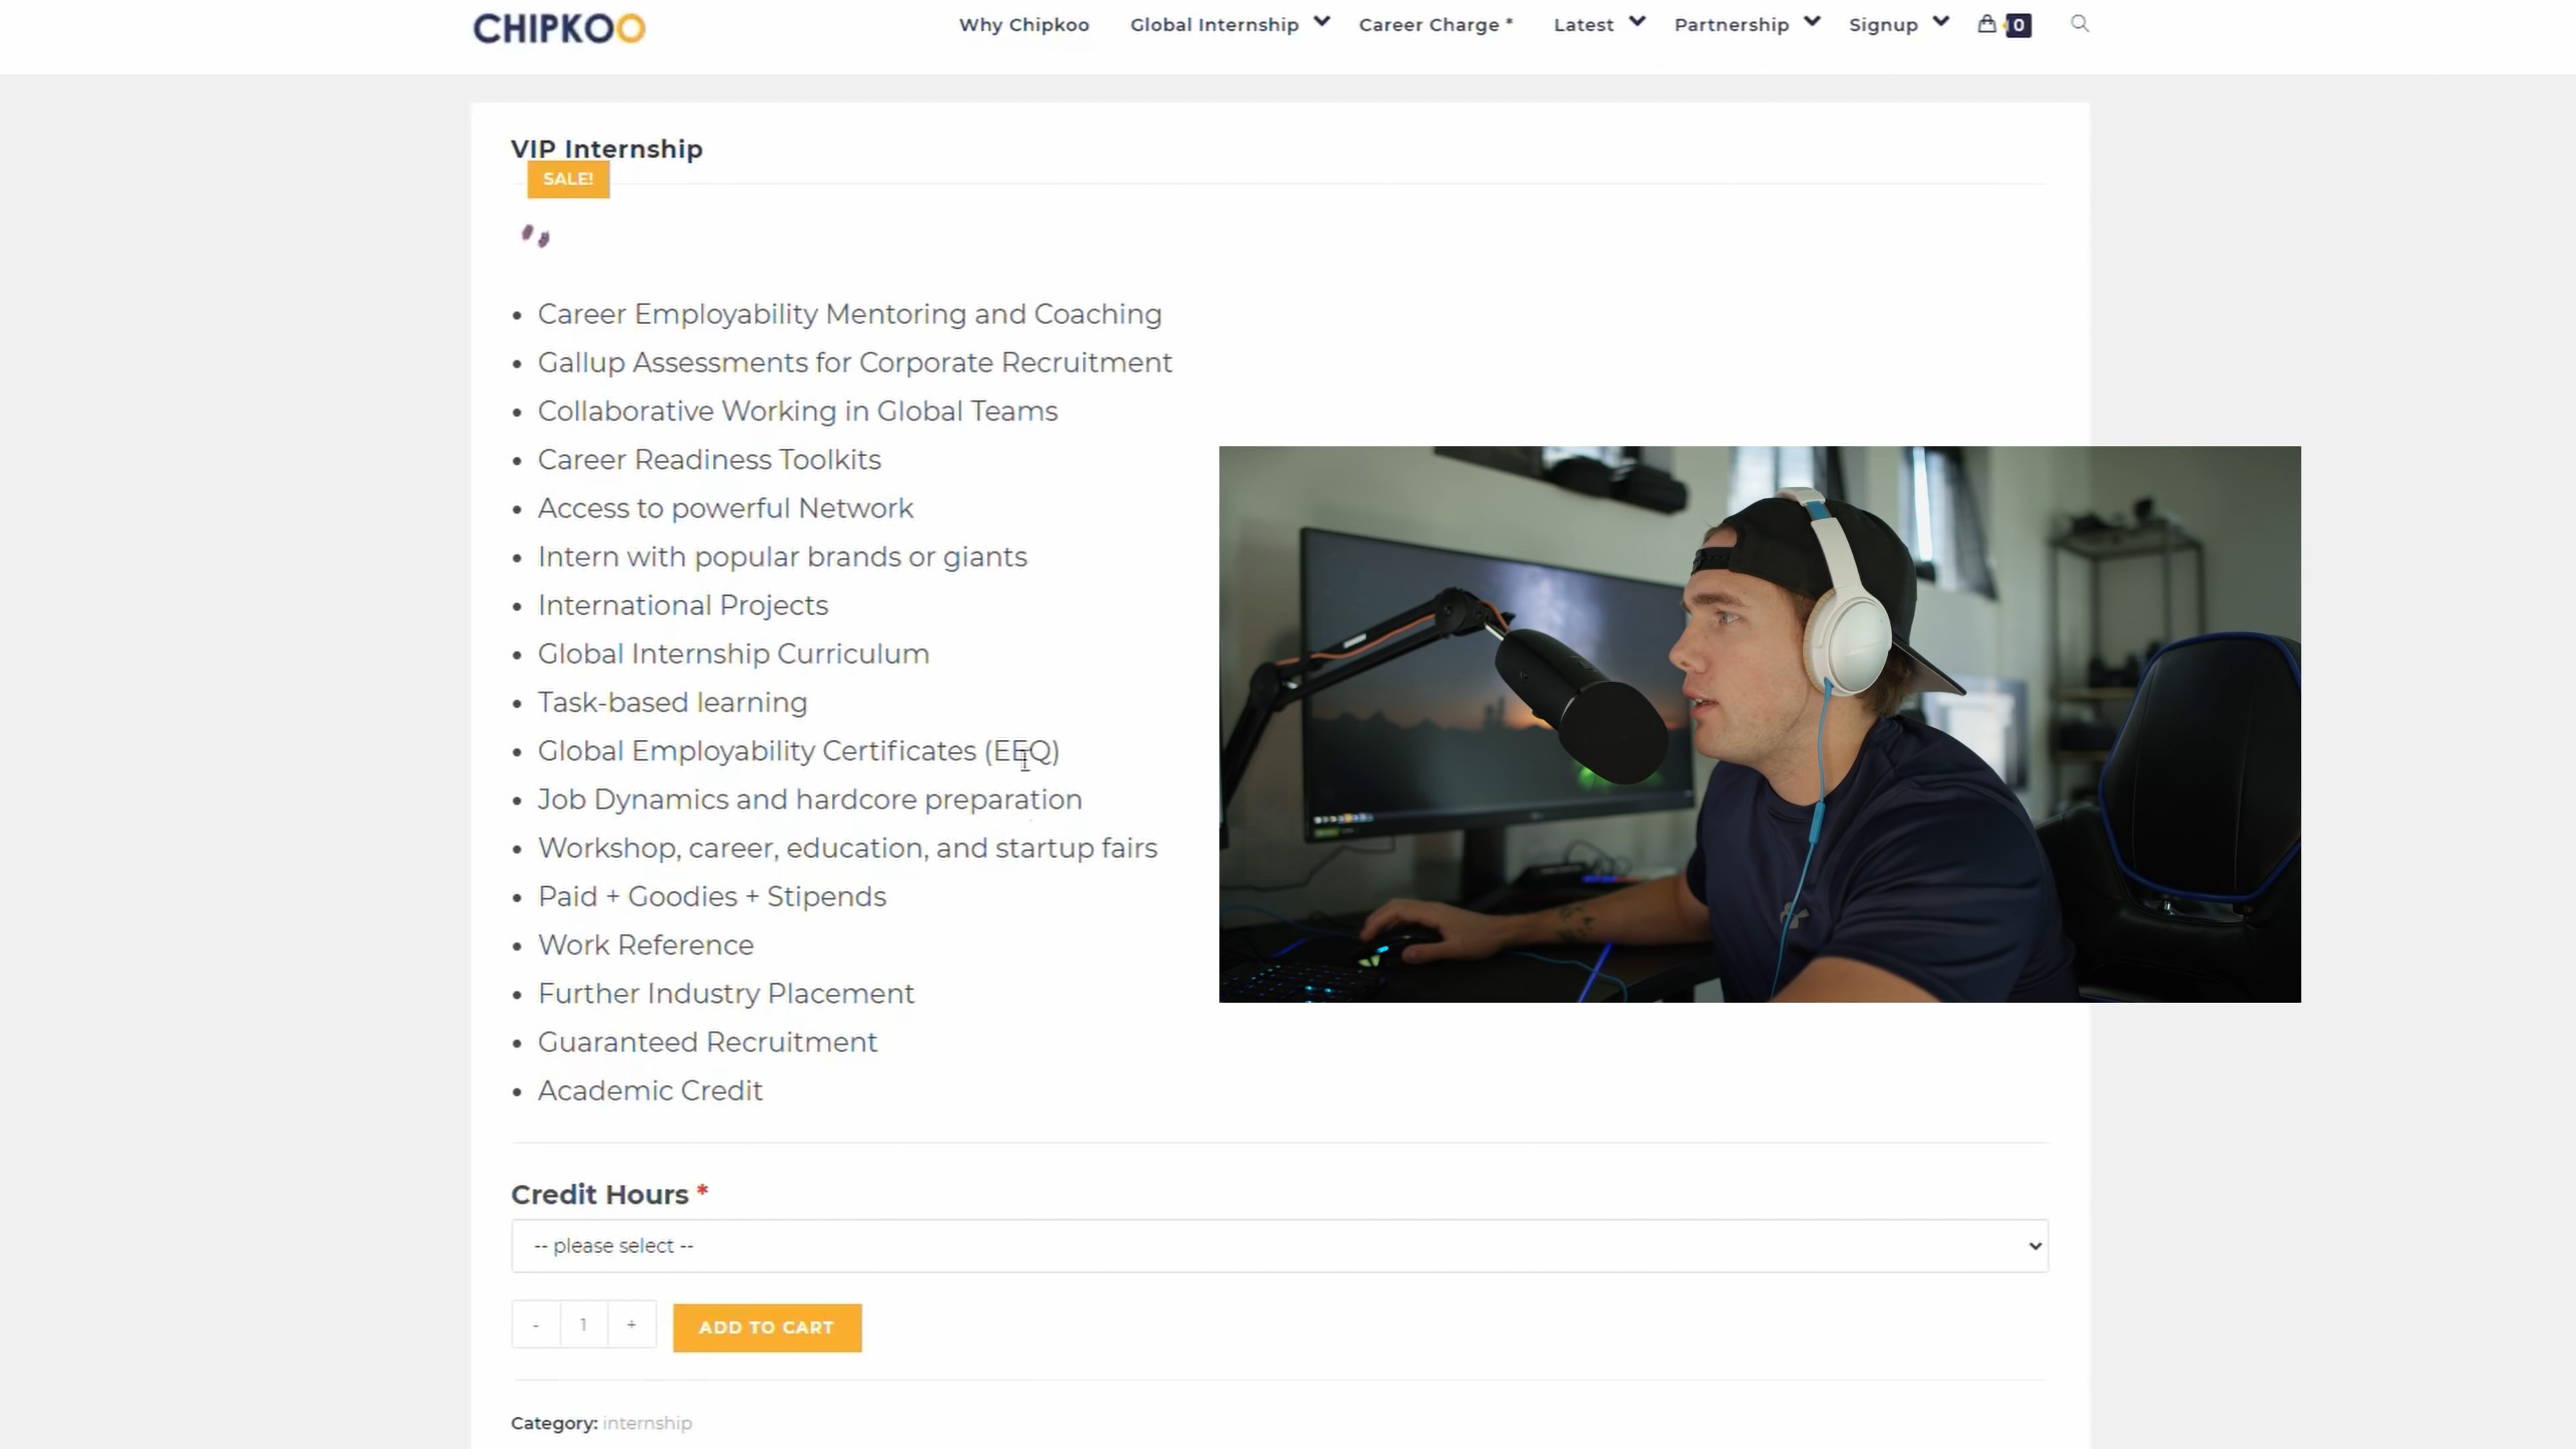 CHIPKOO
Why Chipkoo Global Internship Career Charge * Latest Partnership Signup 0
VIP Internship
SALE!
• Career Employability Mentoring and Coaching
• Gallup Assessments for Corporate Recruitment
• Collaborative Working in Global Teams
• Career Readiness Toolkits
• Access to powerful Network
• Intern with popular brands or giants
• International Projects
• Global Internship Curriculum
• Task-based learning
• Global Employability Certificates (EEQ)
• Job Dynamics and hardcore preparation
• Workshop, career, education, and startup fairs
• Paid + Goodies + Stipends
• Work Reference
• Further Industry Placement
• Guaranteed Recruitment
• Academic Credit
Credit Hours *
-- please select --
- 1 + ADD TO CART
Category: internship